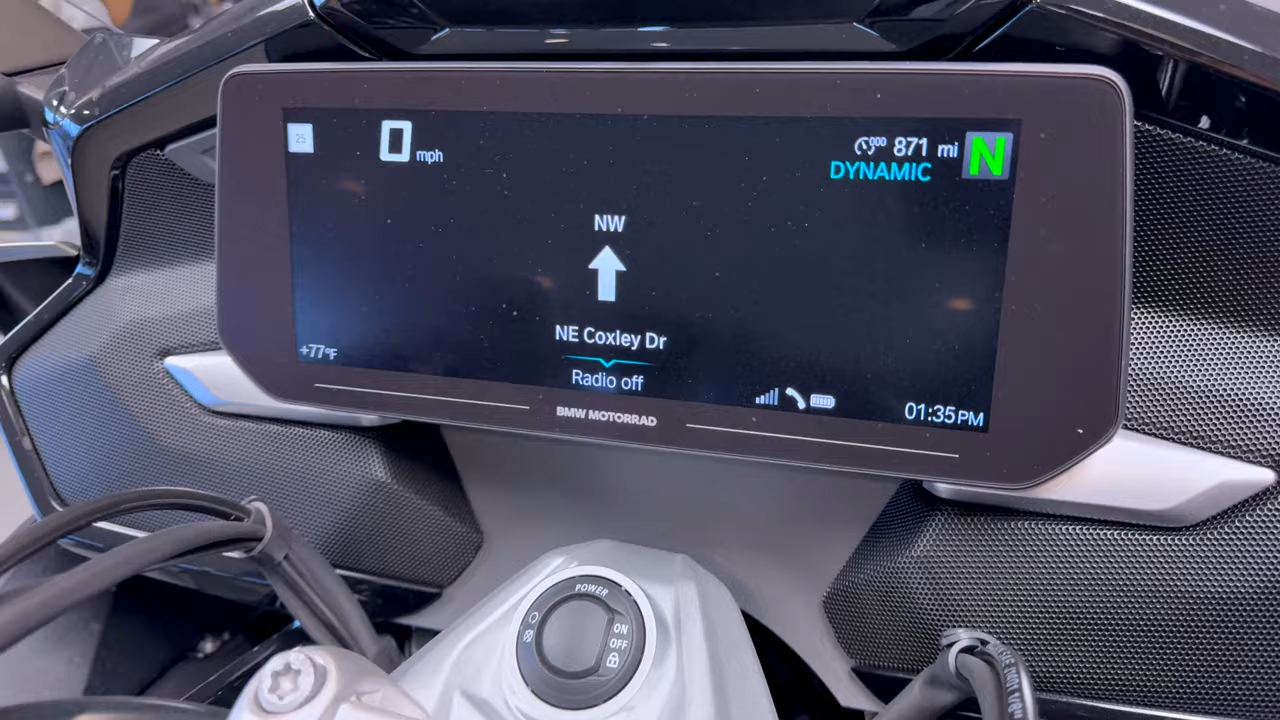 25
0 mph
000 871 mi
N
DYNAMIC
NW
NE Coxley Dr
+77°F
Radio off
01:35 PM
BMW MOTORRAD
POWER
ON
OFF